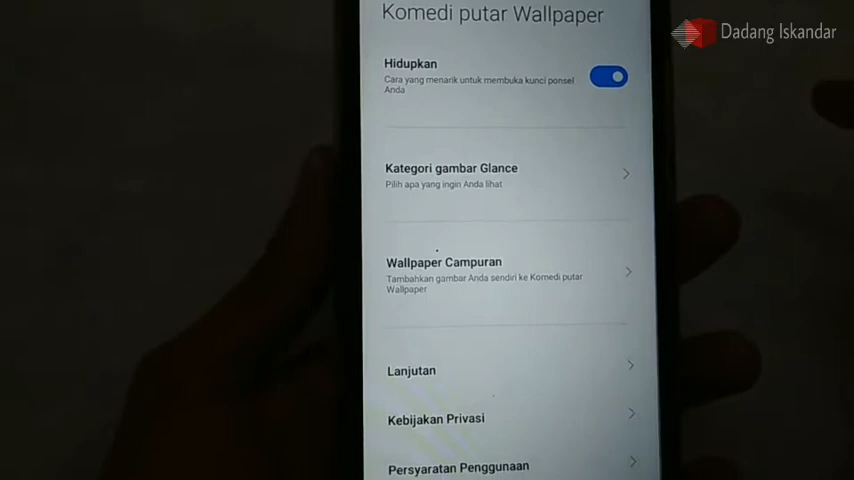 Komedi putar Wallpaper
Dadang Iskandar
Hidupkan
Cara yang menarik untuk membuka kunci ponsel
Anda
Kategori gambar Glance
Pilih apa yang ingin Anda lihat
Wallpaper Campuran
Tambahkan gambar Anda sendiri ke Komedi putar
Wallpaper
Lanjutan
Kebijakan Privasi
Persyaratan Penggunaan